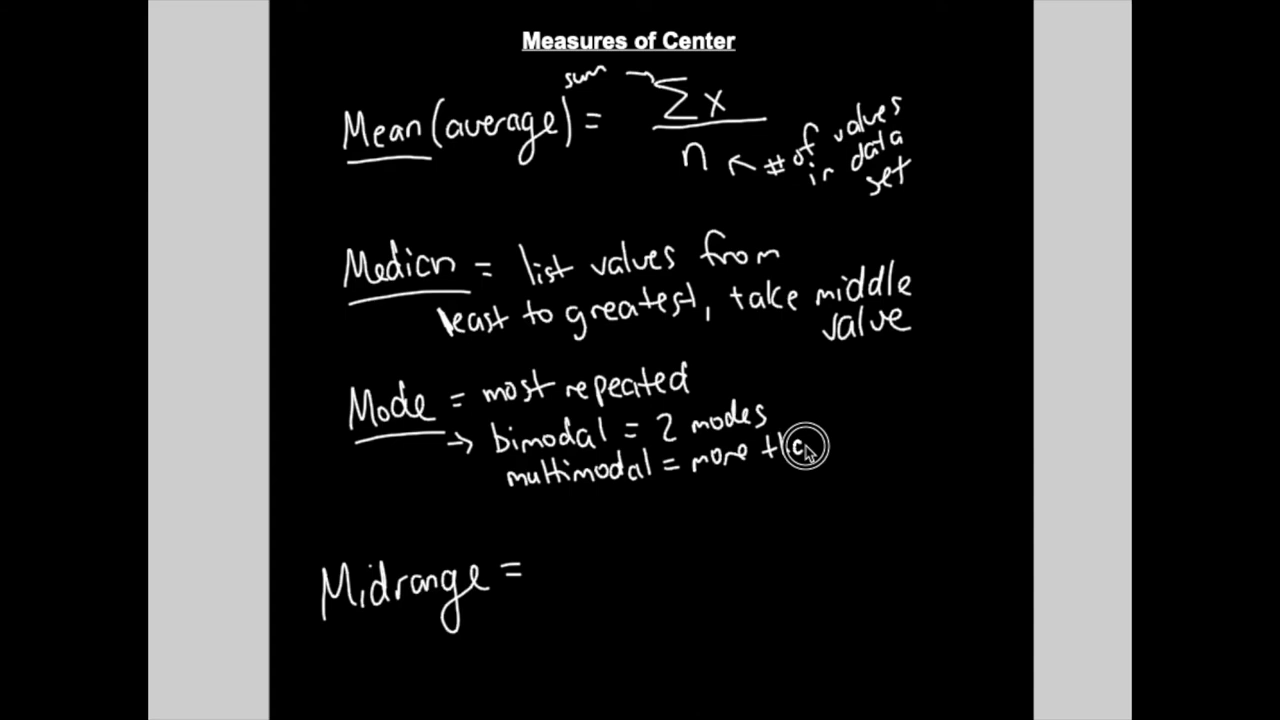 Measures of Center
sum →
Mean (average) = Σx / n ← # of values
in data
set
Median = list values from
least to greatest, take middle
value
Mode = most repeated
→ bimodal = 2 modes
multimodal = more
Midrange =